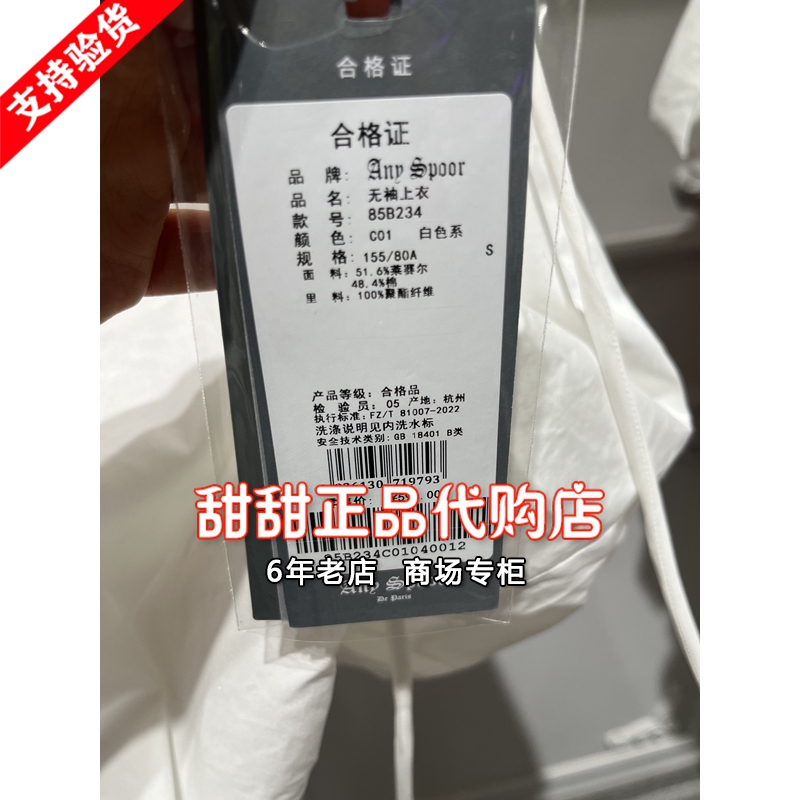 支持验货
合格证
合格证
品 牌: Any Spoor
品 名: 无袖上衣
款 号: 85B234
颜 色: C01 白色系
规 格: 155/80A S
面 料: 51.6%莱赛尔
48.4%棉
里 料: 100%聚酯纤维
产品等级: 合格品
检 验 员: 05 产地: 杭州
执行标准: FZ/T 81007-2022
洗涤说明见内洗水标
安全技术类别: GB 18401 B类
719793
甜甜正品代购店
85B234C01040012
6年老店 商场专柜
Any
De Paris